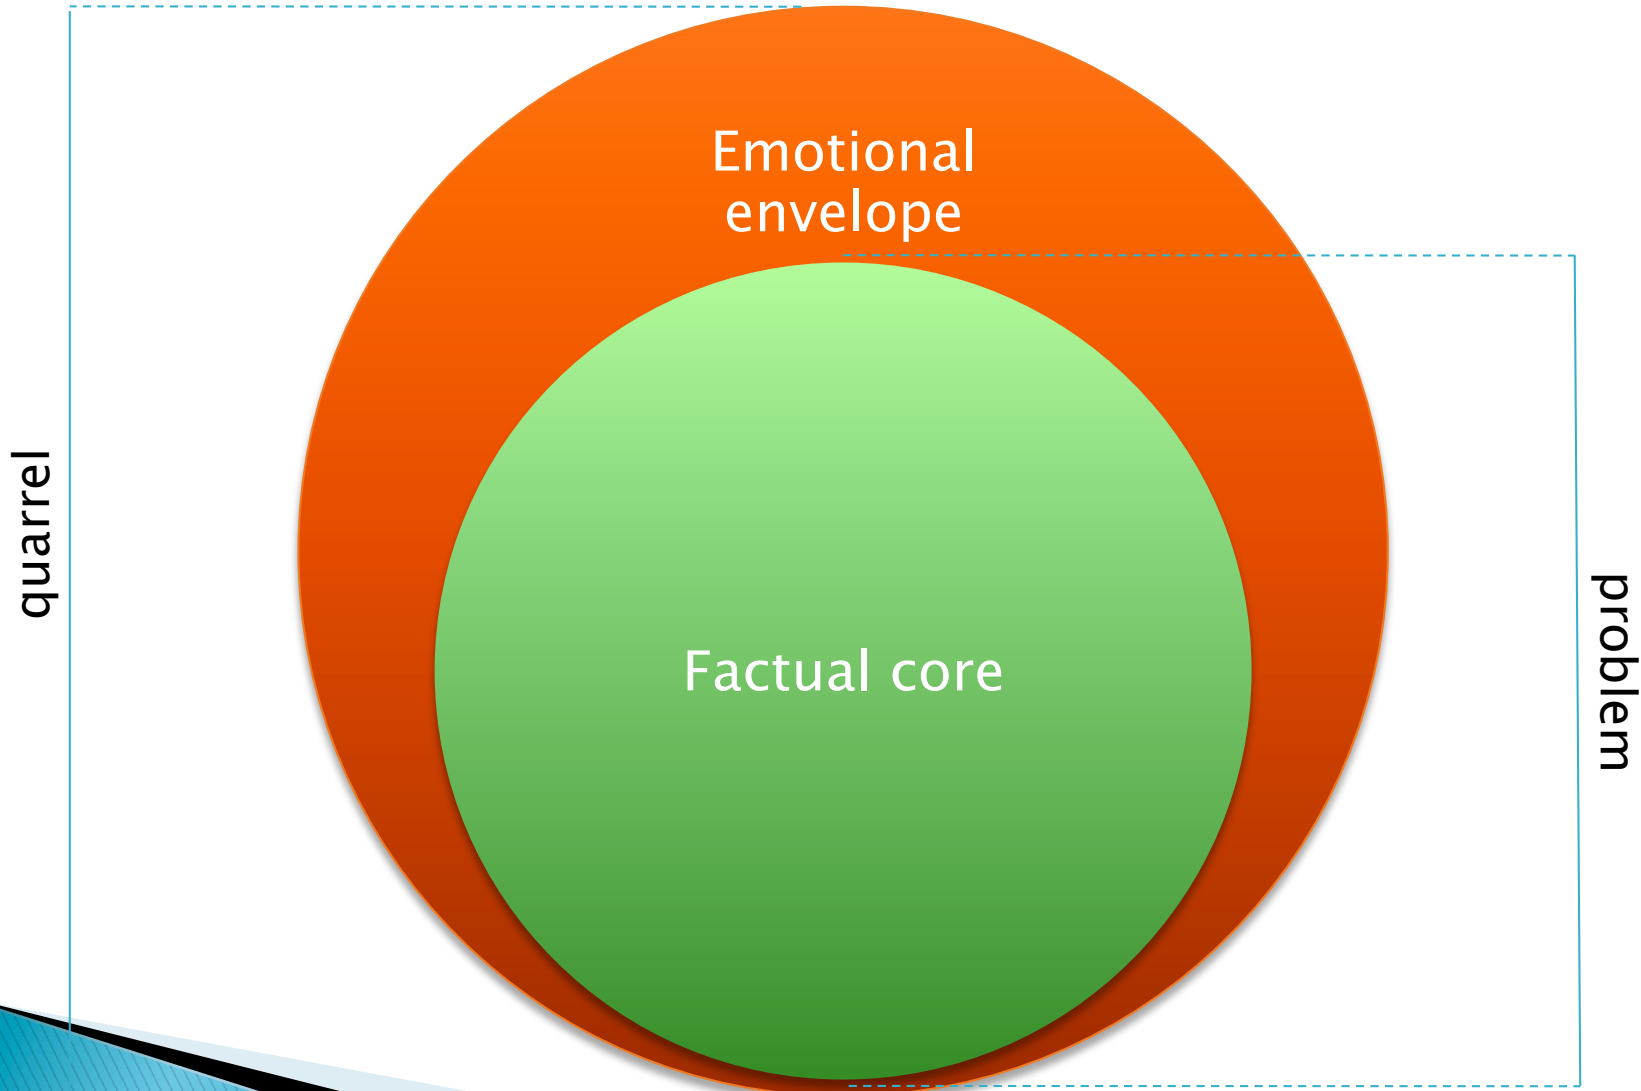 Emotional
envelope
Factual core
quarrel
problem